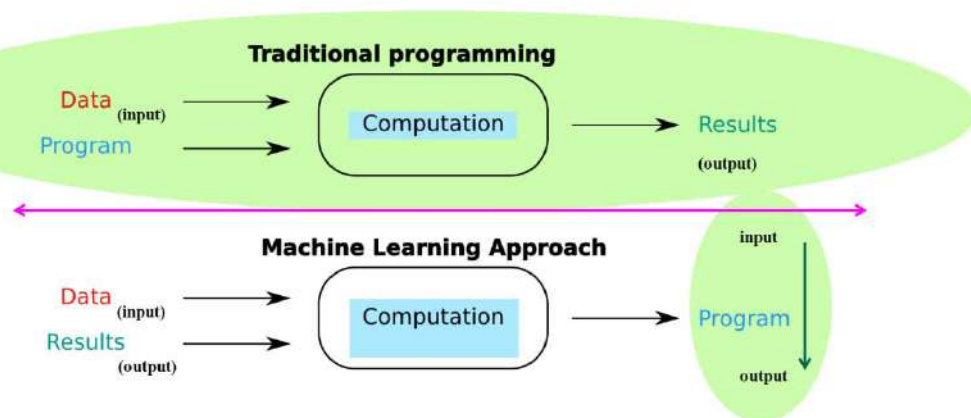 Traditional programming
Data (input)
Program
Computation
Results
(output)
Machine Learning Approach
Data (input)
Results
(output)
Computation
input
Program
output